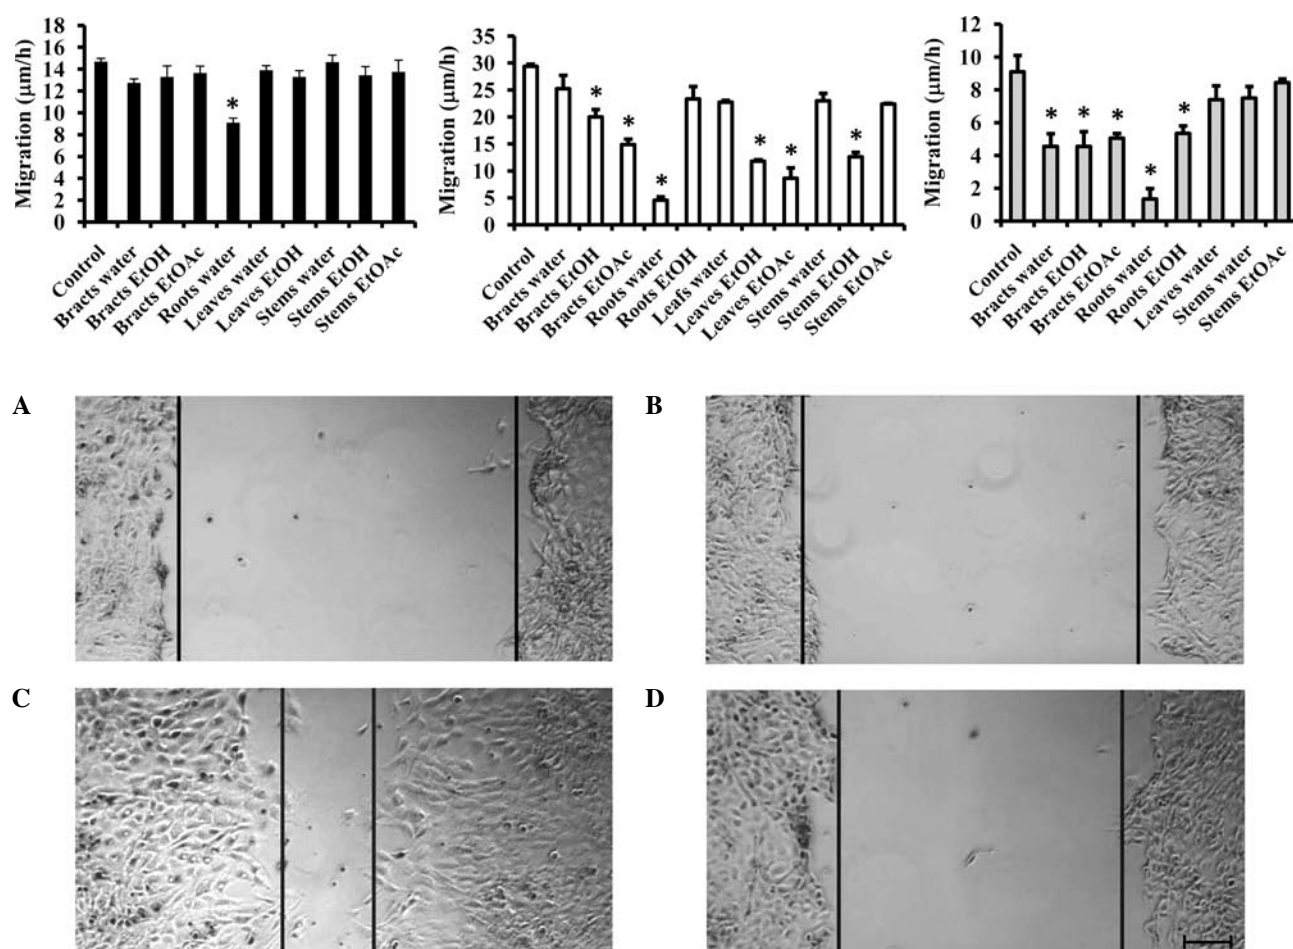 Migration (μm/h)
18
16
14
12
10
8
6
4
2
0
*
Control
Bracts water
Bracts EtOH
Bracts EtOAc
Roots water
Leaves water
Leaves EtOH
Stems water
Stems EtOH
Stems EtOAc
Migration (μm/h)
35
30
25
20
15
10
5
0
*
*
*
*
*
*
Control
Bracts water
Bracts EtOH
Bracts EtOAc
Roots water
Roots EtOH
Leafs water
Leaves EtOH
Leaves EtOAc
Stems water
Stems EtOH
Stems EtOAc
Migration (μm/h)
12
10
8
6
4
2
0
*
*
*
*
*
Control
Bracts water
Bracts EtOH
Bracts EtOAc
Roots water
Roots EtOH
Leaves water
Stems water
Stems EtOAc
A
B
C
D